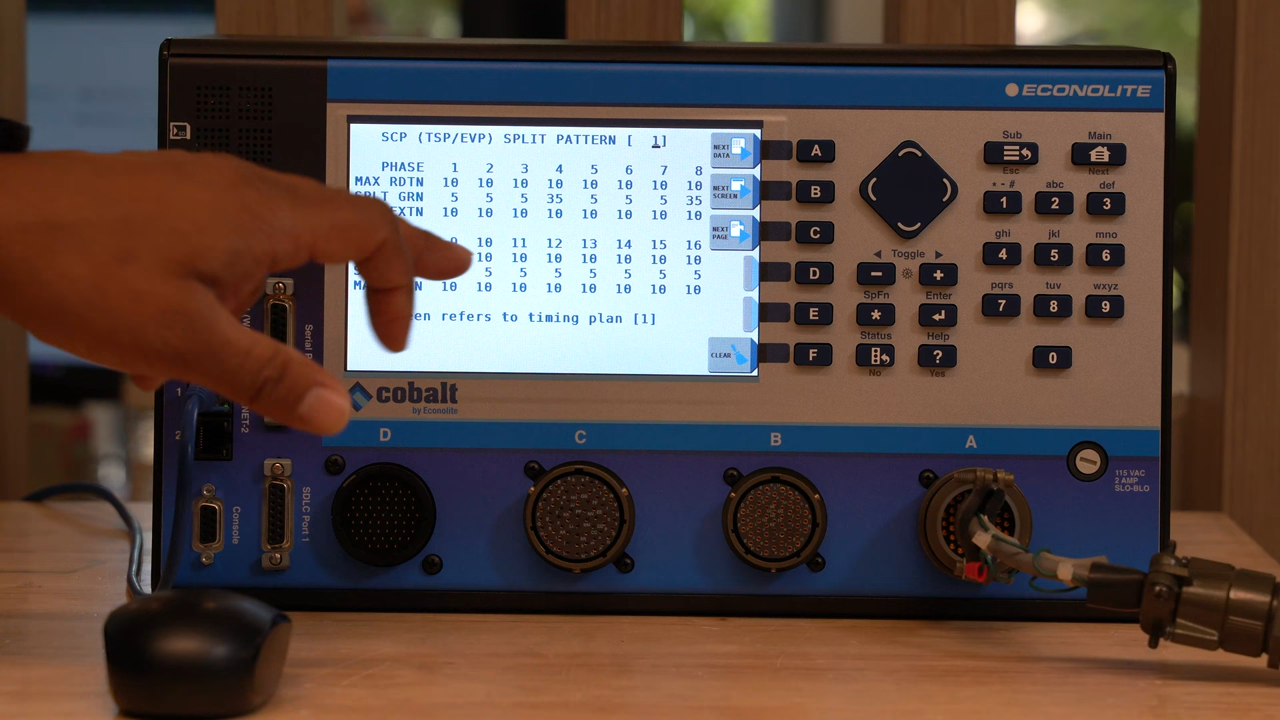 ECONOLITE
SCP (TSP/EVP) SPLIT PATTERN [ 1]
PHASE 1 2 3 4 5 6 7 8
MAX RDTN 10 10 10 10 10 10 10 10
GRN 5 5 5 35 5 5 5 35
10 10 10 10 10 10 10 10
10 11 12 13 14 15 16
10 10 10 10 10 10 10
5 5 5 5 5 5 5
10 10 10 10 10 10 10 10
refers to timing plan [1]
NEXT DATA
NEXT SCREEN
NEXT PAGE
CLEAR
A
B
C
D
E
F
Sub
Esc
Main
Next
* - #
1
abc
2
def
3
ghi
4
jkl
5
mno
6
pqrs
7
tuv
8
wxyz
9
0
Toggle
−
+
SpFn
*
Enter
Status
No
Help
?
Yes
cobalt
by Econolite
D
C
B
A
115 VAC
2 AMP
SLO-BLO
1
2
NET-2
Console
SDLC Port 1